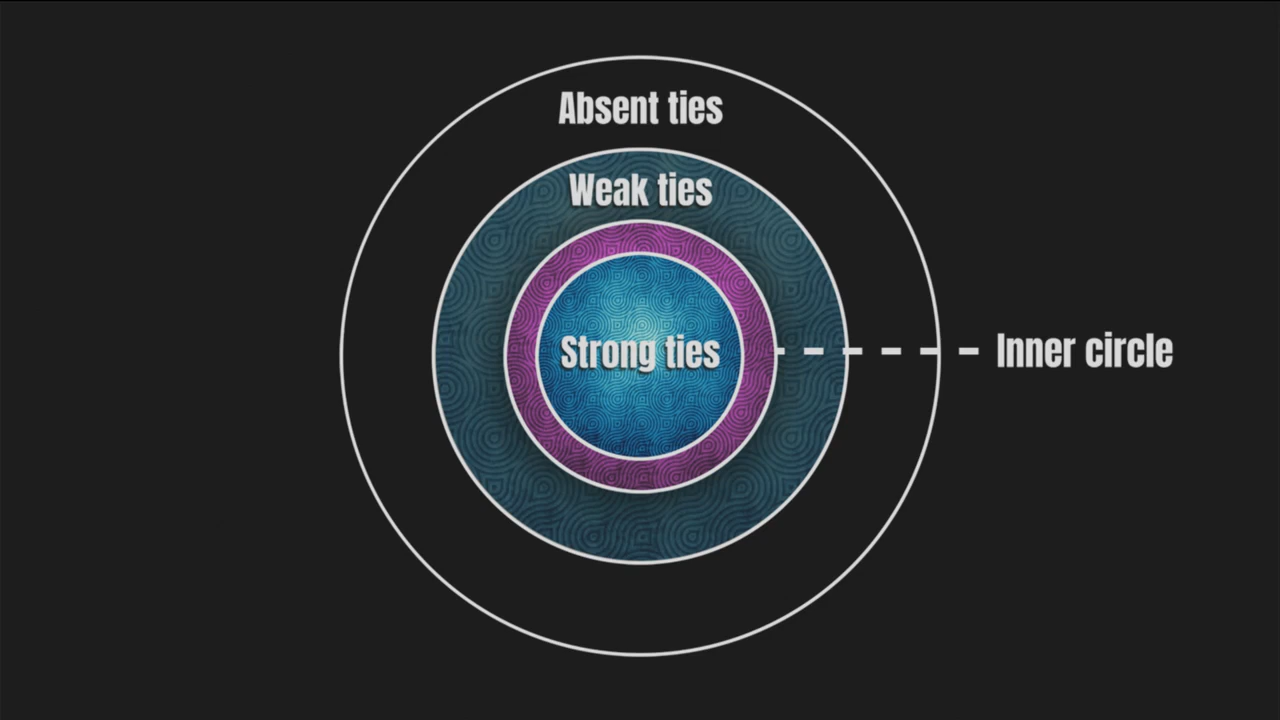 Absent ties
Weak ties
Strong ties
Inner circle